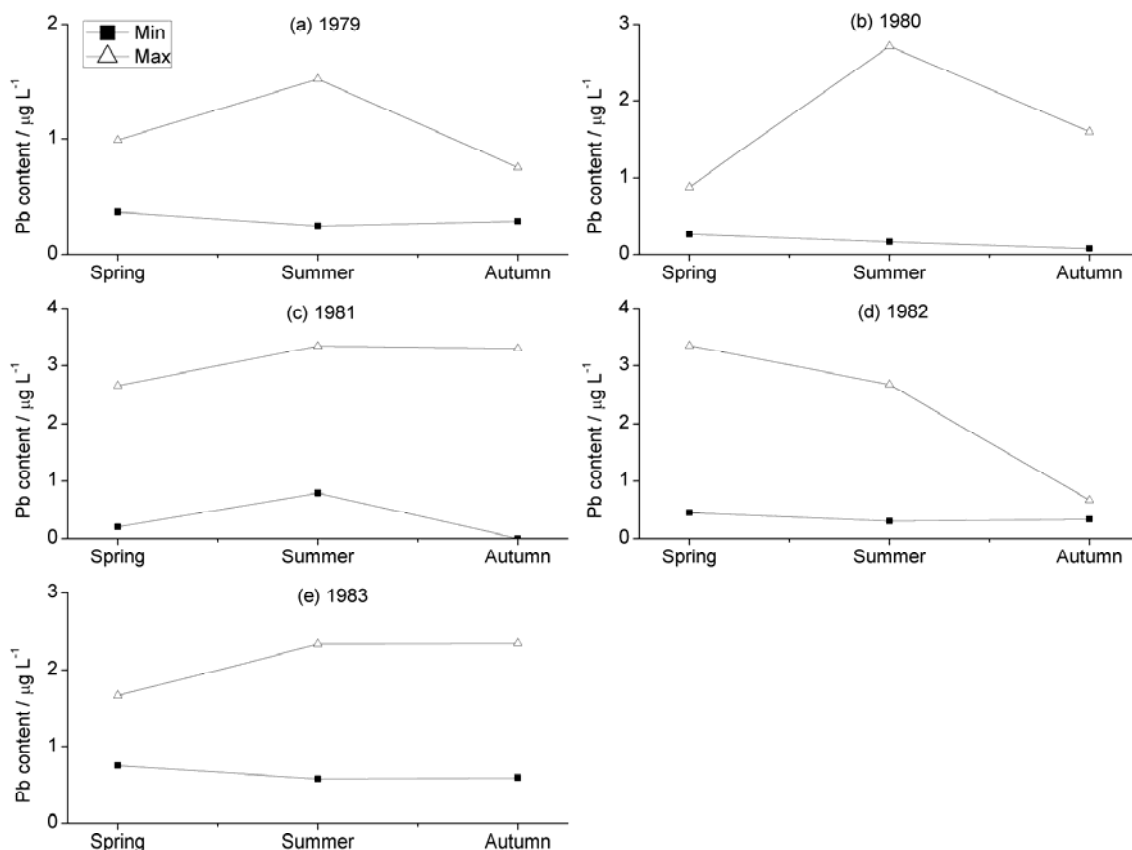 (a) 1979
Min
Max
Pb content / μg L⁻¹
2
1
0
Spring Summer Autumn
(b) 1980
Pb content / μg L⁻¹
3
2
1
0
Spring Summer Autumn
(c) 1981
Pb content / μg L⁻¹
4
3
2
1
0
Spring Summer Autumn
(d) 1982
Pb content / μg L⁻¹
4
3
2
1
0
Spring Summer Autumn
(e) 1983
Pb content / μg L⁻¹
3
2
1
0
Spring Summer Autumn